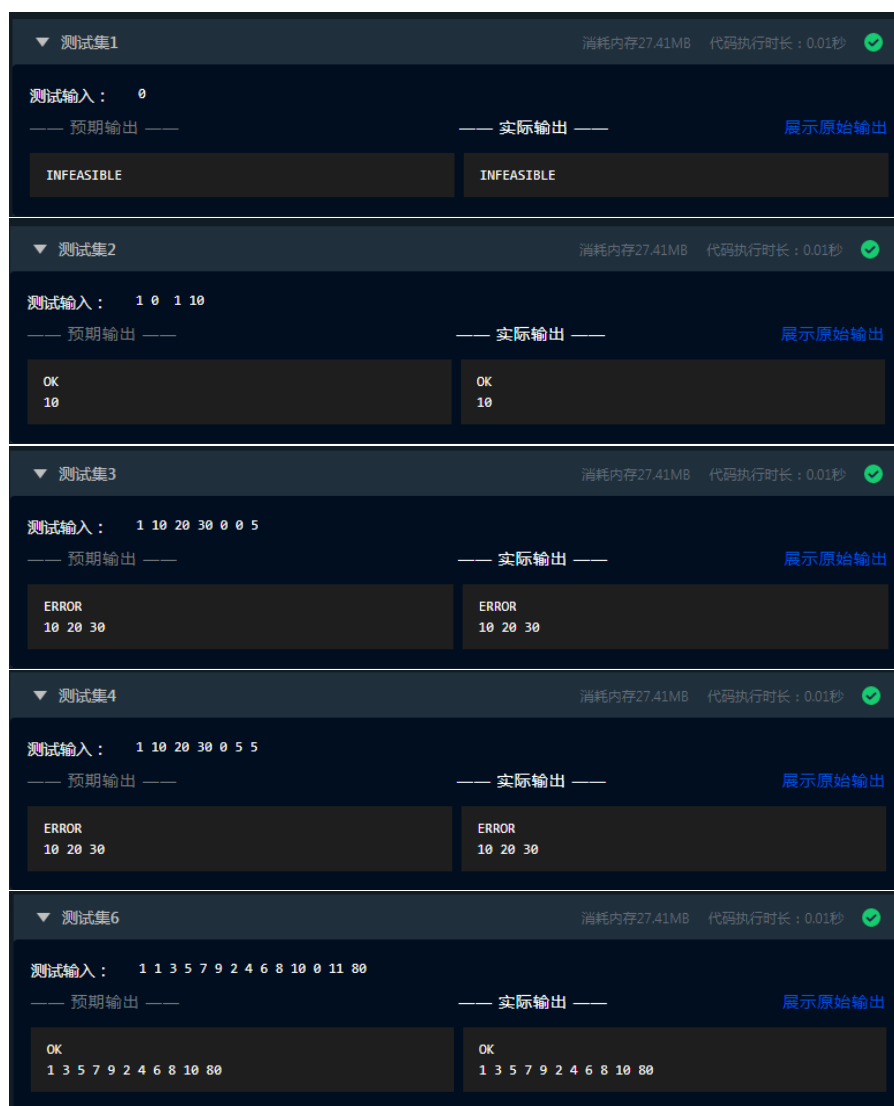 ▼ 测试集1 消耗内存27.41MB 代码执行时长：0.01秒
测试输入： 0
—— 预期输出 —— —— 实际输出 —— 展示原始输出
INFEASIBLE INFEASIBLE
▼ 测试集2 消耗内存27.41MB 代码执行时长：0.01秒
测试输入： 1 0  1 10
—— 预期输出 —— —— 实际输出 —— 展示原始输出
OK OK
10 10
▼ 测试集3 消耗内存27.41MB 代码执行时长：0.01秒
测试输入： 1 10 20 30 0 0 5
—— 预期输出 —— —— 实际输出 —— 展示原始输出
ERROR ERROR
10 20 30 10 20 30
▼ 测试集4 消耗内存27.41MB 代码执行时长：0.01秒
测试输入： 1 10 20 30 0 5 5
—— 预期输出 —— —— 实际输出 —— 展示原始输出
ERROR ERROR
10 20 30 10 20 30
▼ 测试集6 消耗内存27.41MB 代码执行时长：0.01秒
测试输入： 1 1 3 5 7 9 2 4 6 8 10 0 11 80
—— 预期输出 —— —— 实际输出 —— 展示原始输出
OK OK
1 3 5 7 9 2 4 6 8 10 80 1 3 5 7 9 2 4 6 8 10 80